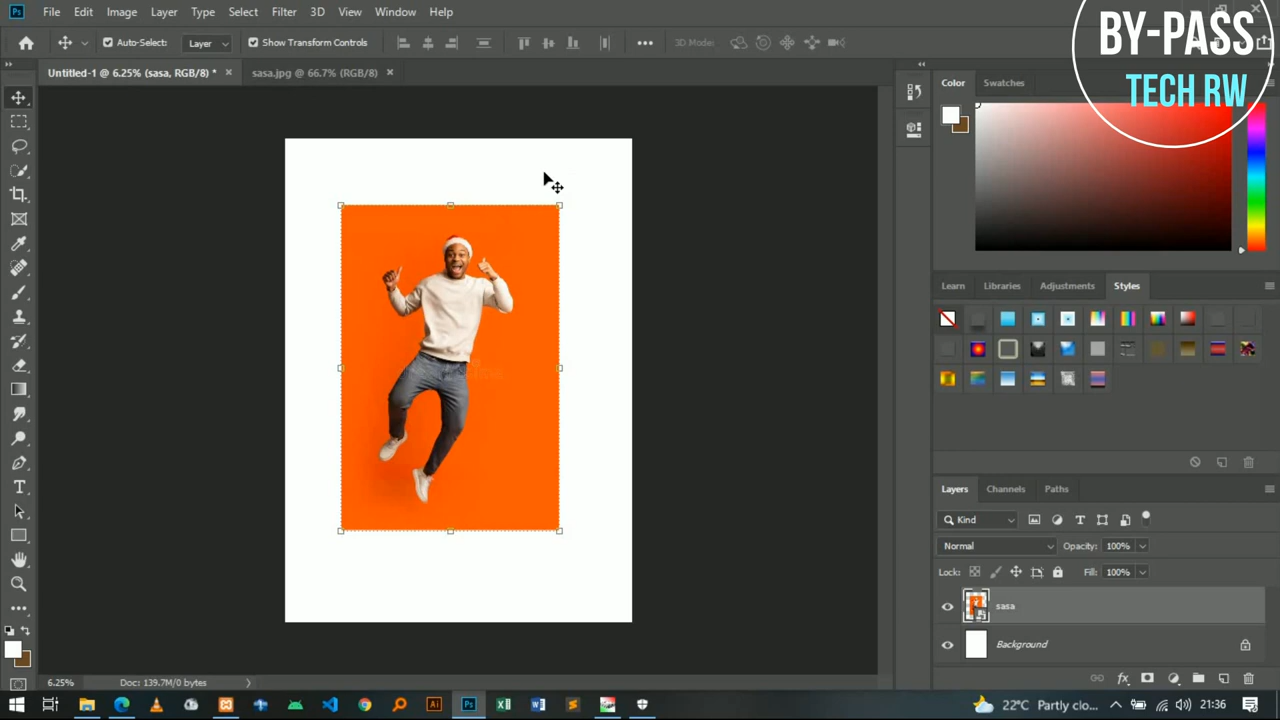 File Edit Image Layer Type Select Filter 3D View Window Help
BY-PASS
TECH RW
Auto-Select: Layer Show Transform Controls 3D Mode:
Untitled-1 @ 6.25% (sasa, RGB/8) * × sasa.jpg @ 66.7% (RGB/8) ×
Color Swatches
Learn Libraries Adjustments Styles
Layers Channels Paths
Kind
Normal Opacity: 100%
Lock: Fill: 100%
sasa
Background
6.25% Doc: 139.7M/0 bytes
22°C Partly clo... 21:36